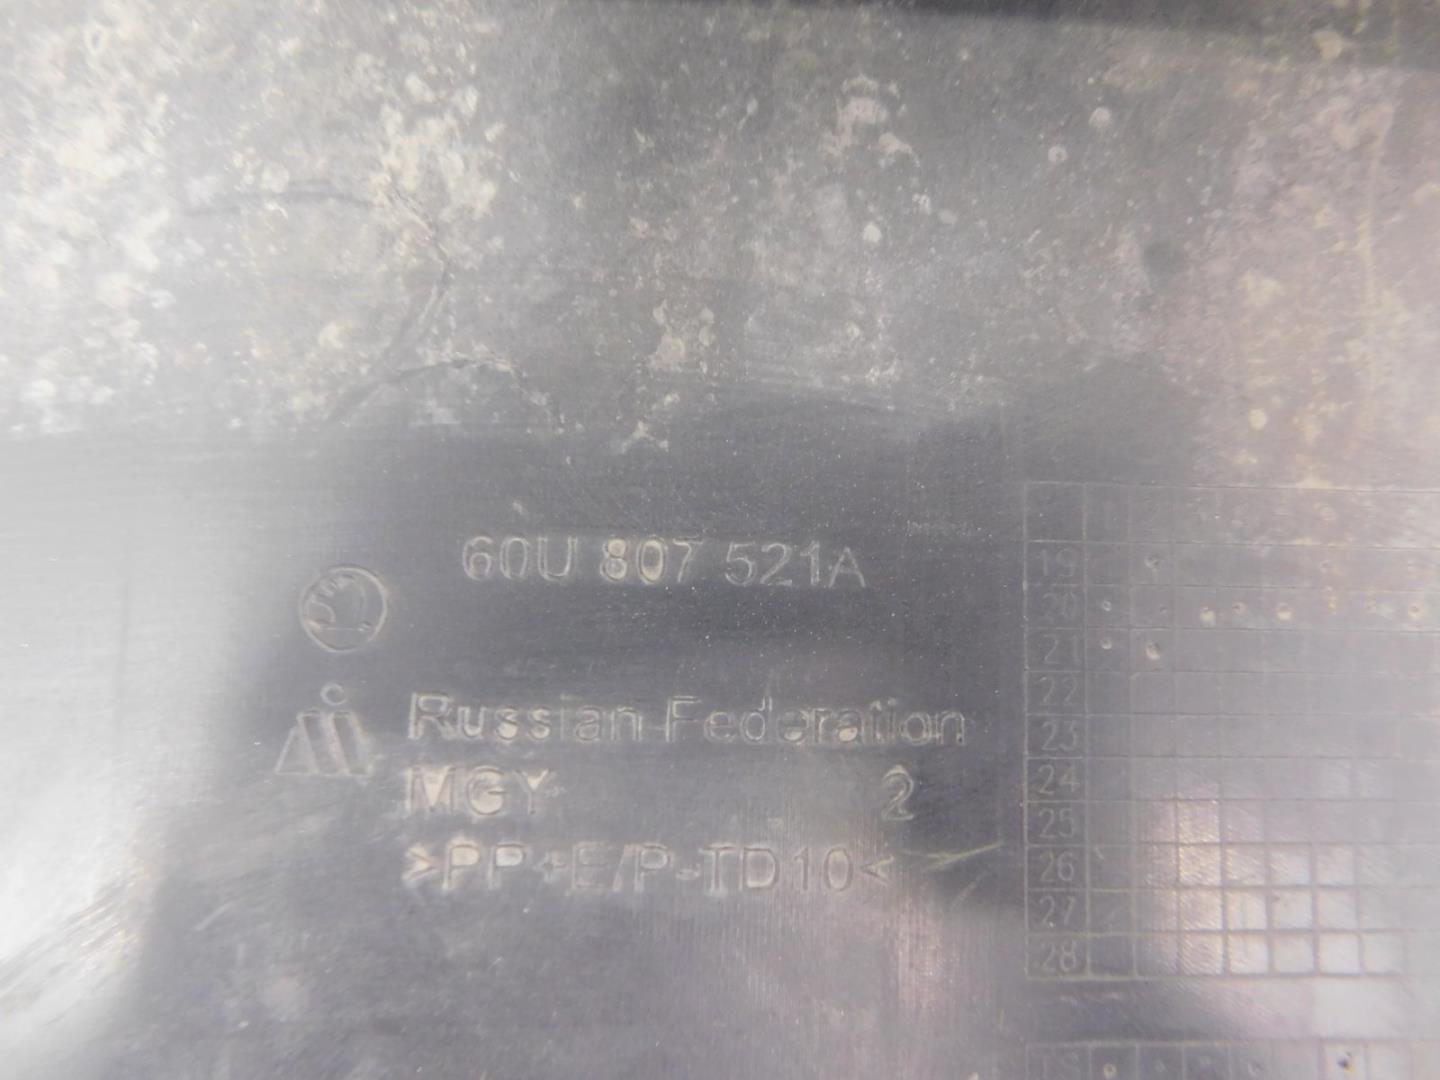 60U 807 521A
Russian Federation
MGY 2
>PP+E/P-TD10<
19
20
21
22
23
24
25
26
27
28